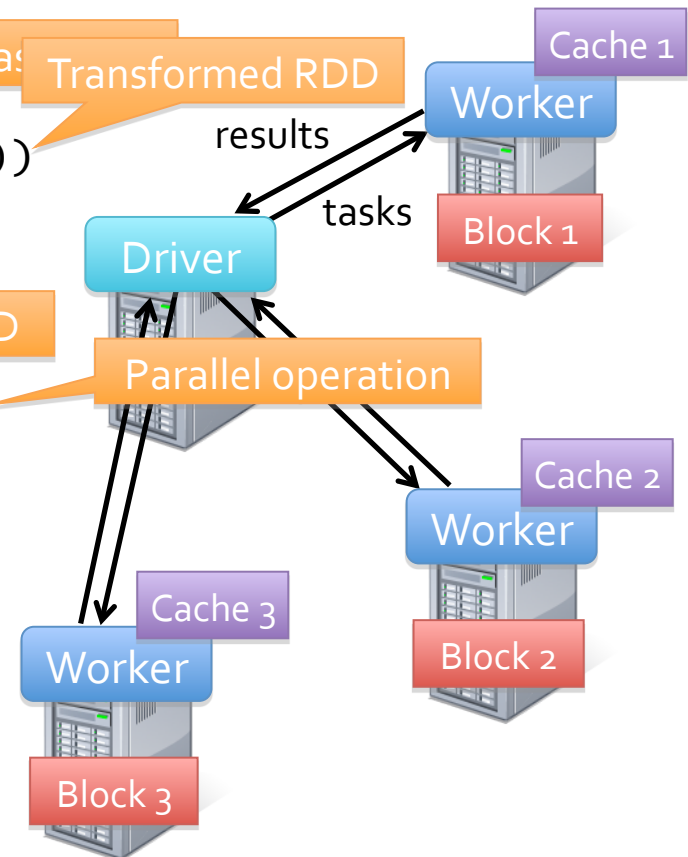 as
Transformed RDD
)
Cache 1
Worker
results
tasks
Block 1
Driver
D
Parallel operation
Cache 2
Worker
Block 2
Cache 3
Worker
Block 3